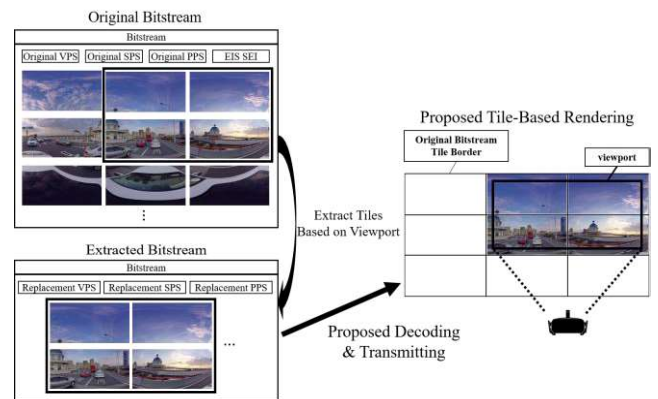 Original Bitstream
Bitstream
Original VPS
Original SPS
Original PPS
EIS SEI
Extract Tiles
Based on Viewport
Extracted Bitstream
Bitstream
Replacement VPS
Replacement SPS
Replacement PPS
...
Proposed Decoding
& Transmitting
Proposed Tile-Based Rendering
Original Bitstream
Tile Border
viewport